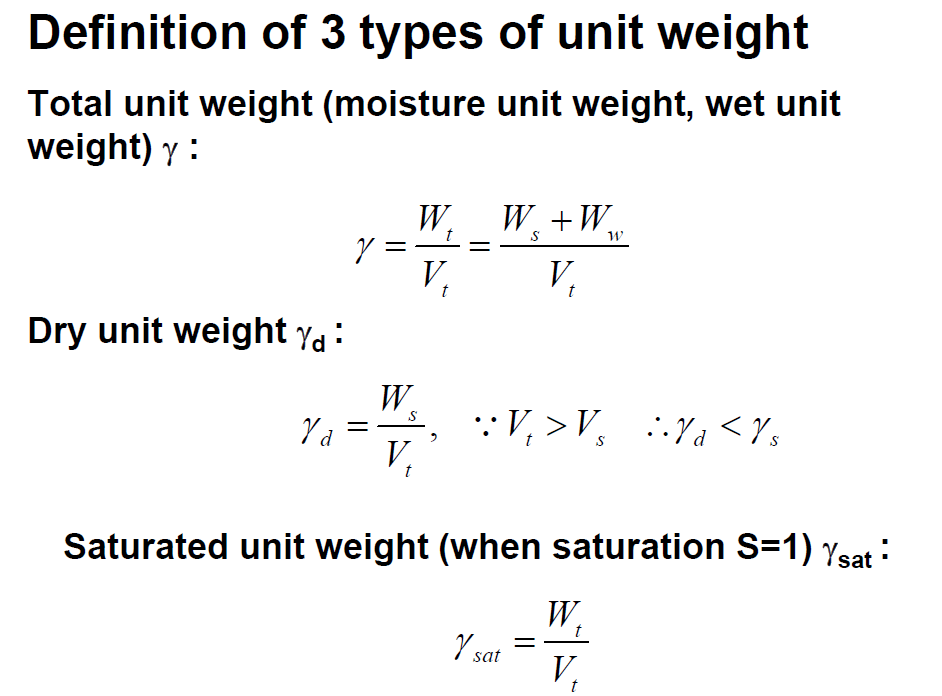 Definition of 3 types of unit weight
Total unit weight (moisture unit weight, wet unit
weight) γ :
γ = W_t / V_t = (W_s + W_w) / V_t
Dry unit weight γ_d :
γ_d = W_s / V_t, ∵ V_t > V_s ∴ γ_d < γ_s
Saturated unit weight (when saturation S=1) γ_sat :
γ_sat = W_t / V_t